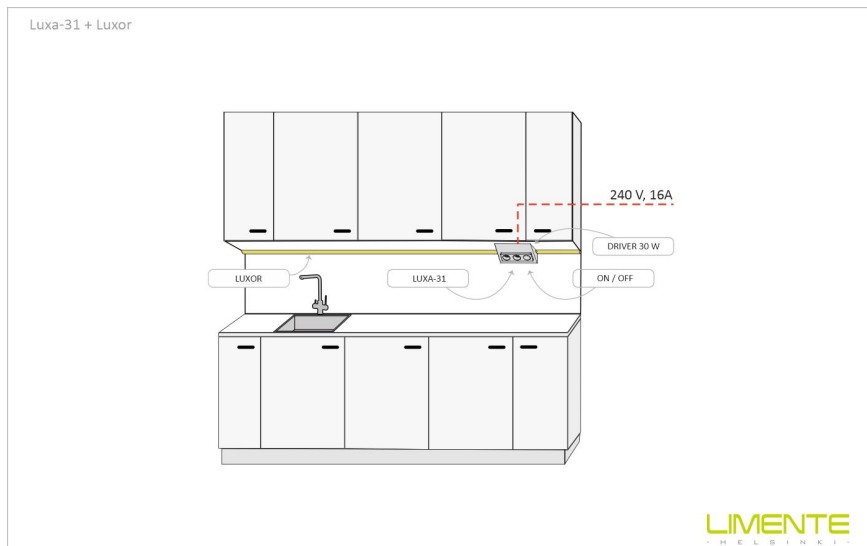 Luxa-31 + Luxor
240 V, 16A
DRIVER 30 W
LUXOR
LUXA-31
ON / OFF
LIMENTE
· HELSINKI ·